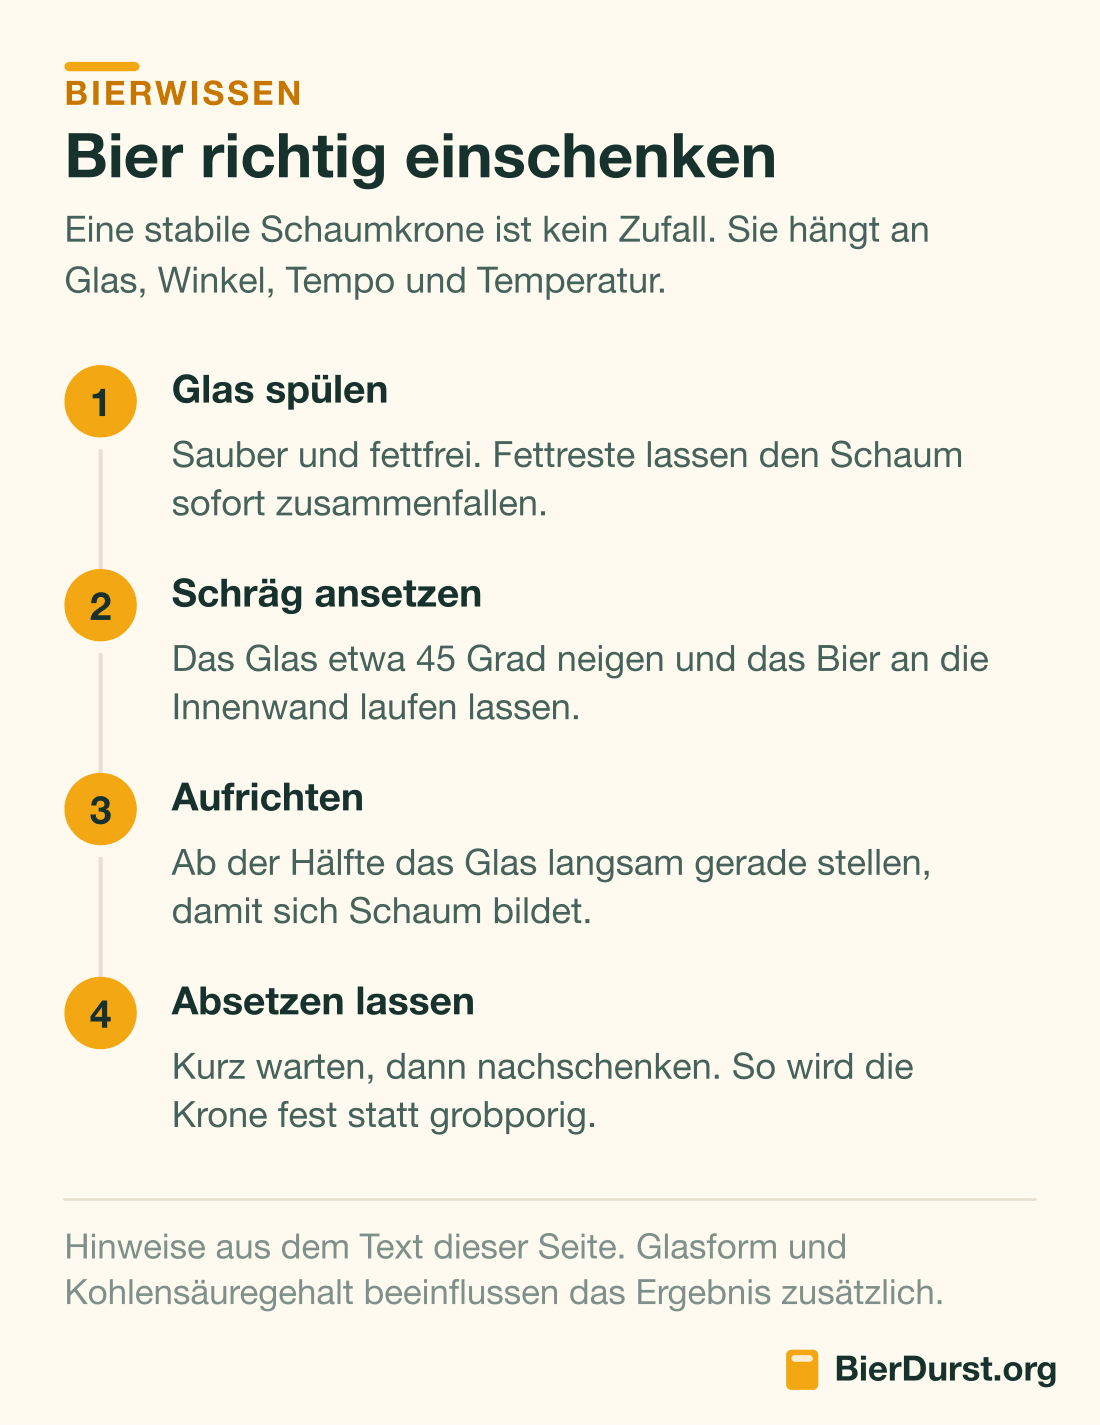 BIERWISSEN
Bier richtig einschenken
Eine stabile Schaumkrone ist kein Zufall. Sie hängt an
Glas, Winkel, Tempo und Temperatur.
1
Glas spülen
Sauber und fettfrei. Fettreste lassen den Schaum
sofort zusammenfallen.
2
Schräg ansetzen
Das Glas etwa 45 Grad neigen und das Bier an die
Innenwand laufen lassen.
3
Aufrichten
Ab der Hälfte das Glas langsam gerade stellen,
damit sich Schaum bildet.
4
Absetzen lassen
Kurz warten, dann nachschenken. So wird die
Krone fest statt grobporig.
Hinweise aus dem Text dieser Seite. Glasform und
Kohlensäuregehalt beeinflussen das Ergebnis zusätzlich.
BierDurst.org